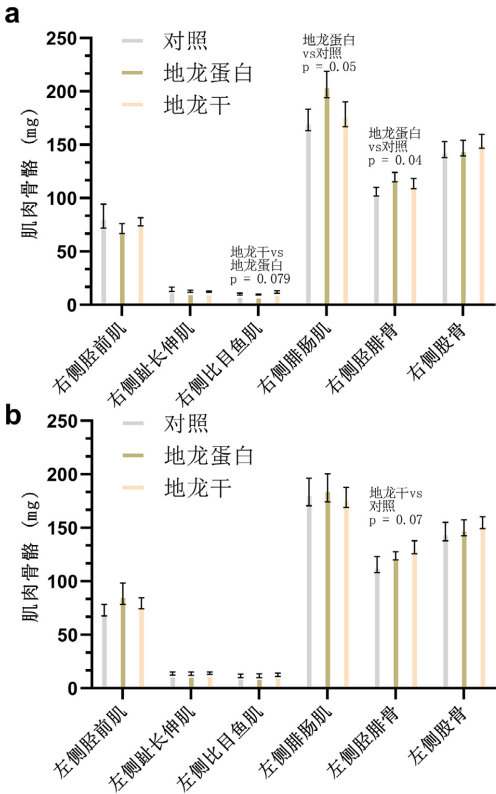 a
250
200
150
100
50
0
肌肉骨骼 (mg)
对照
地龙蛋白
地龙干
地龙蛋白
vs对照
p = 0.05
地龙蛋白
vs对照
p = 0.04
地龙干vs
地龙蛋白
p = 0.079
右侧胫前肌
右侧趾长伸肌
右侧比目鱼肌
右侧腓肠肌
右侧胫腓骨
右侧股骨
b
250
200
150
100
50
0
肌肉骨骼 (mg)
对照
地龙蛋白
地龙干
地龙干vs
对照
p = 0.07
左侧胫前肌
左侧趾长伸肌
左侧比目鱼肌
左侧腓肠肌
左侧胫腓骨
左侧股骨